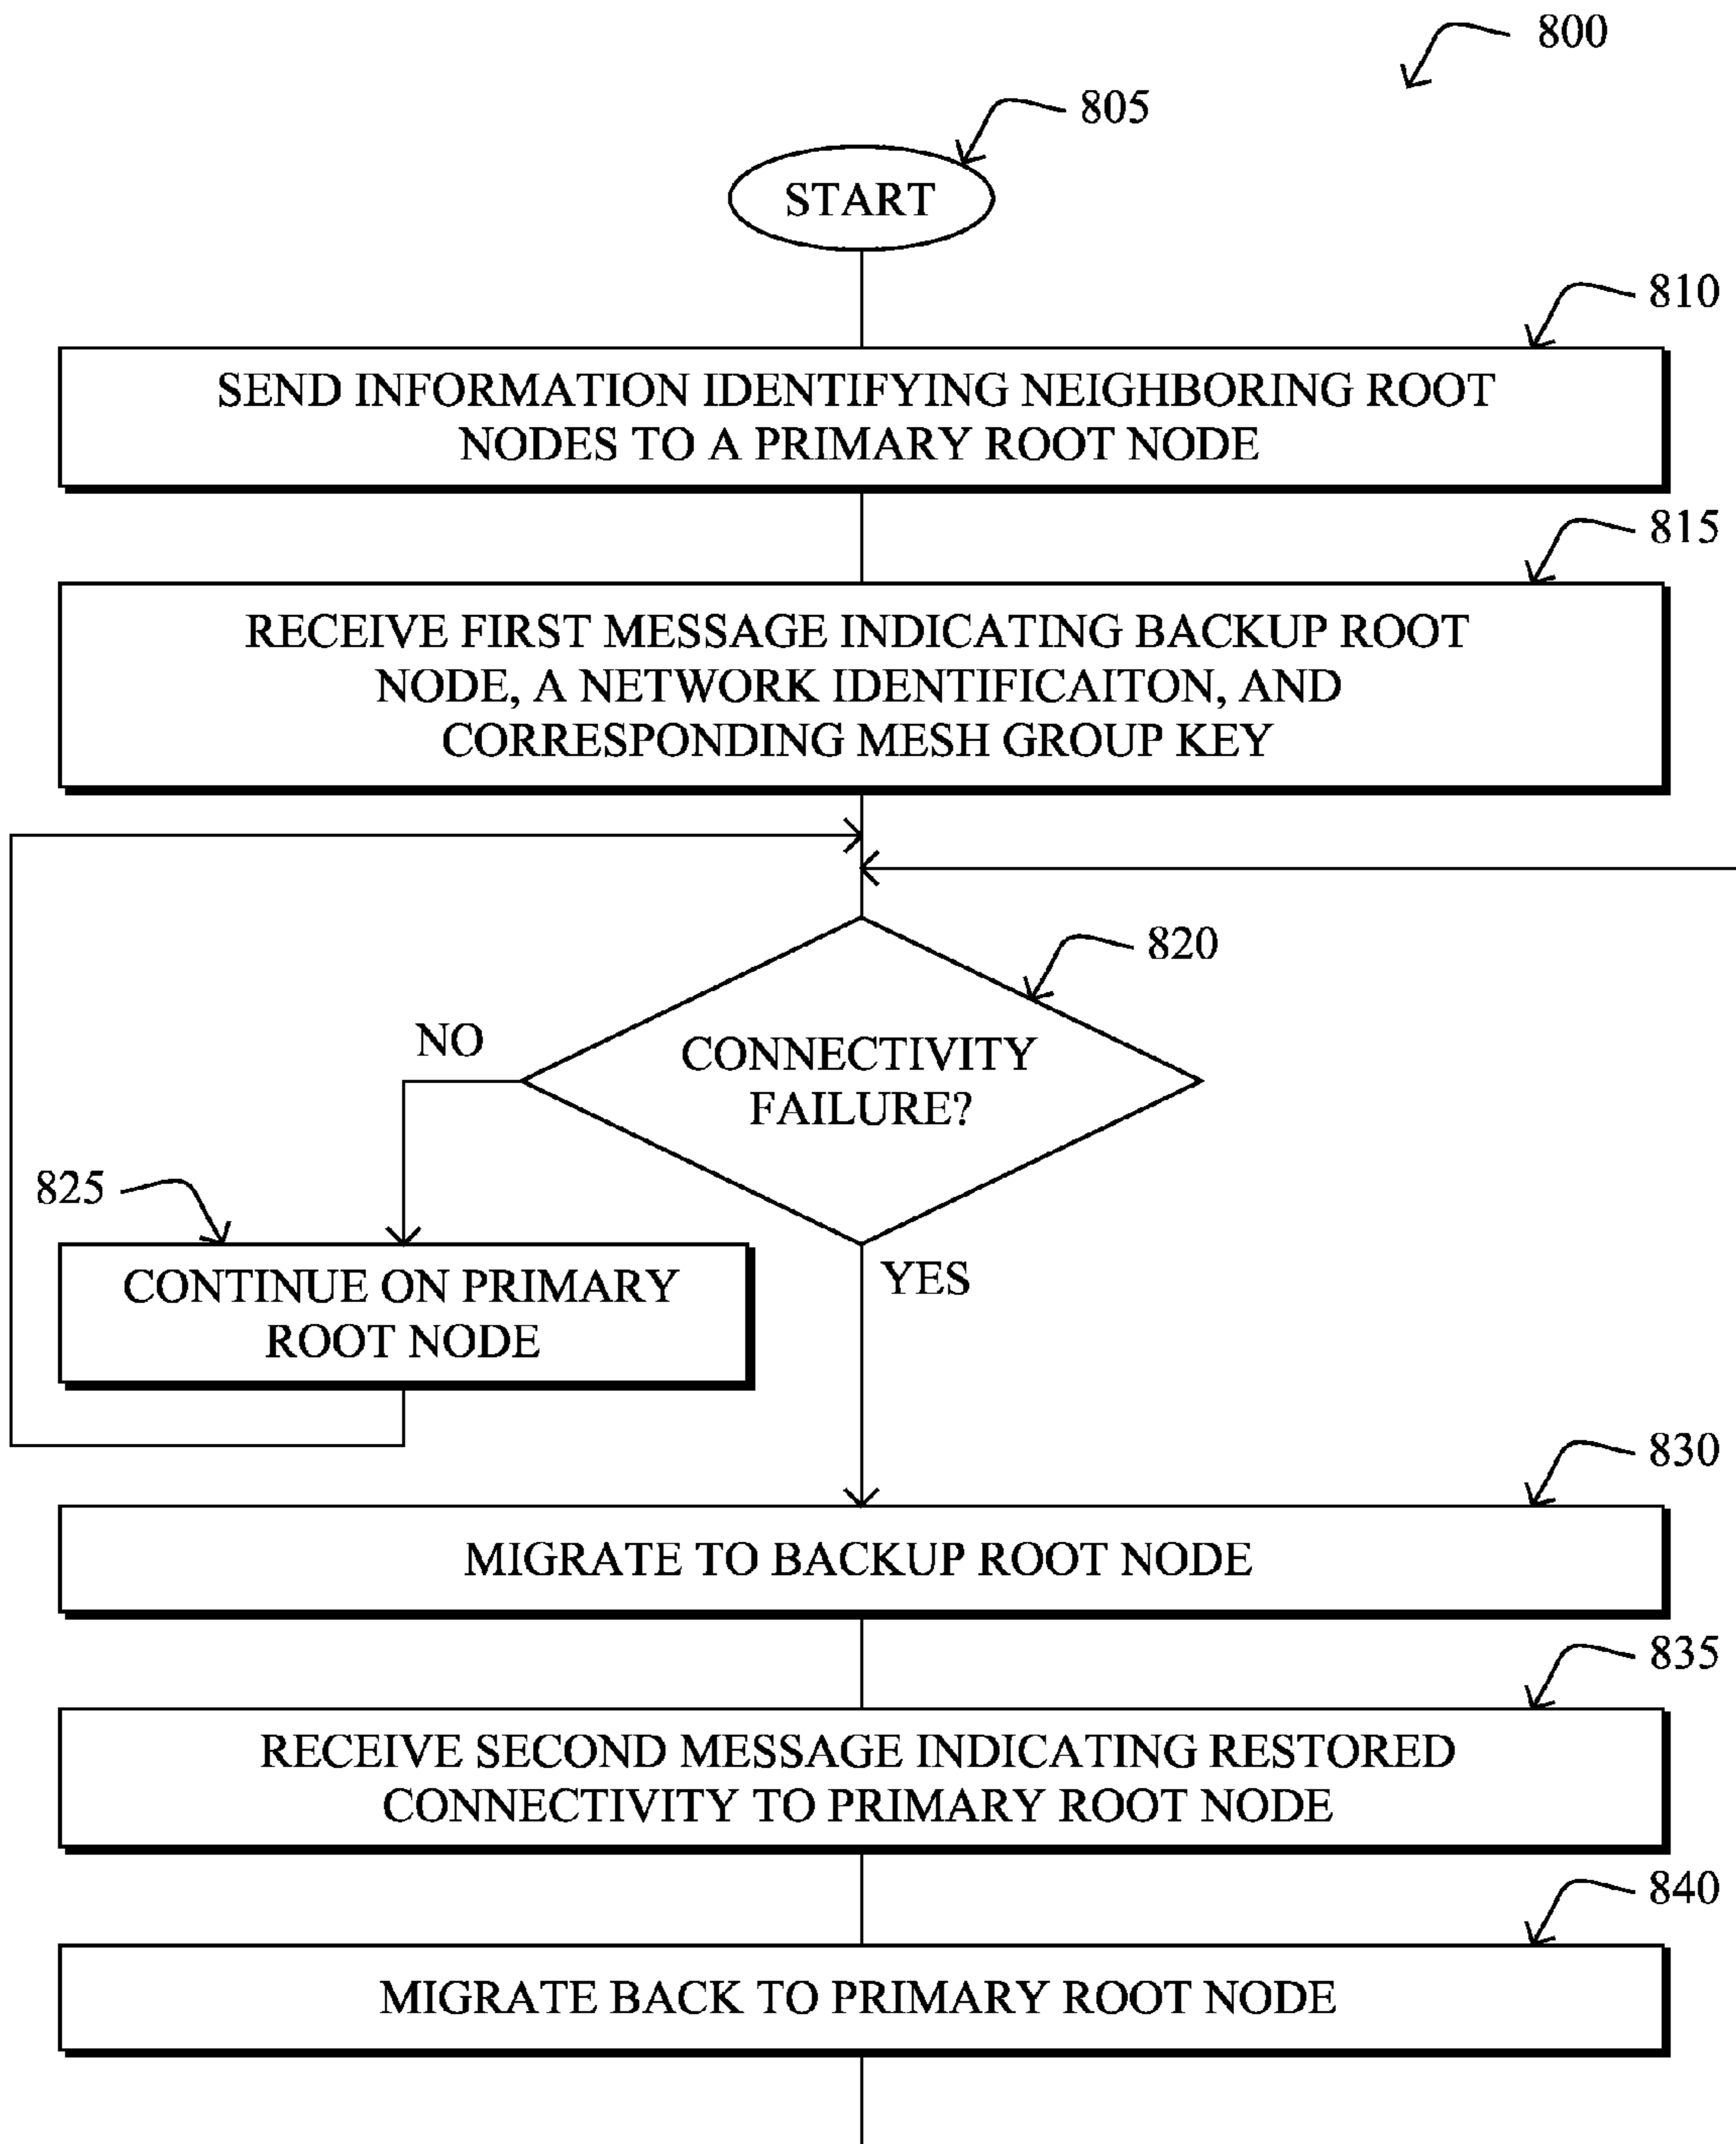 800
805
START
810
SEND INFORMATION IDENTIFYING NEIGHBORING ROOT
NODES TO A PRIMARY ROOT NODE
815
RECEIVE FIRST MESSAGE INDICATING BACKUP ROOT
NODE, A NETWORK IDENTIFICAITON, AND
CORRESPONDING MESH GROUP KEY
820
CONNECTIVITY
FAILURE?
NO
825
CONTINUE ON PRIMARY
ROOT NODE
YES
830
MIGRATE TO BACKUP ROOT NODE
835
RECEIVE SECOND MESSAGE INDICATING RESTORED
CONNECTIVITY TO PRIMARY ROOT NODE
840
MIGRATE BACK TO PRIMARY ROOT NODE